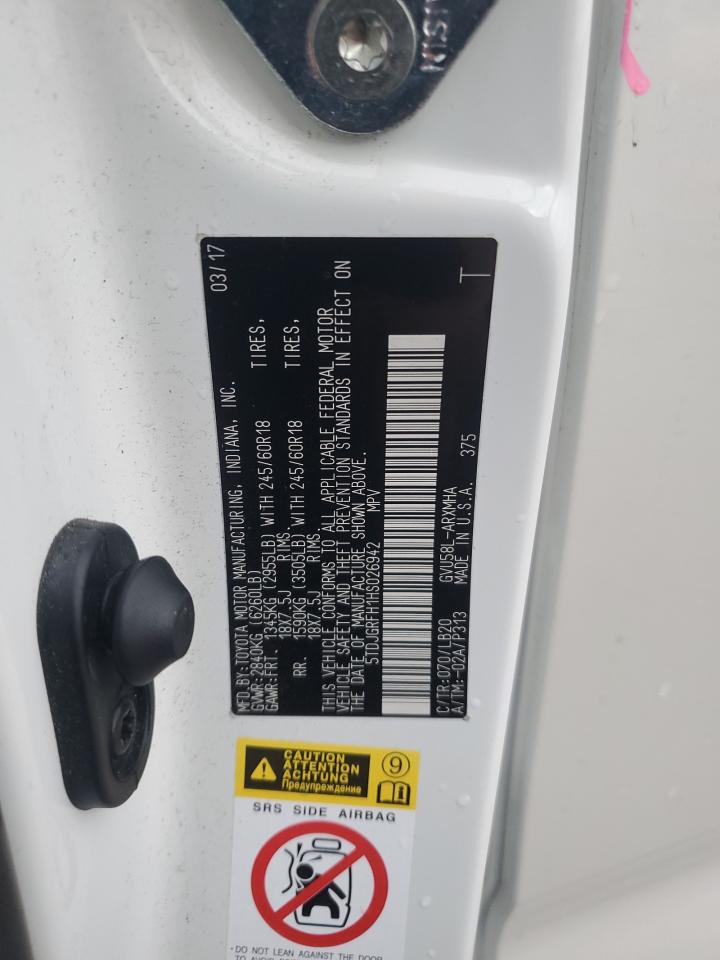 MFD.BY:TOYOTA MOTOR MANUFACTURING, INDIANA, INC. 03/17
GVWR:2840KG (6260LB)
GAWR:FRT. 1345KG (2955LB) WITH 245/60R18 TIRES,
18X7.5J RIMS
RR. 1590KG (3505LB) WITH 245/60R18 TIRES,
18X7.5J RIMS
THIS VEHICLE CONFORMS TO ALL APPLICABLE FEDERAL MOTOR
VEHICLE SAFETY AND THEFT PREVENTION STANDARDS IN EFFECT ON
THE DATE OF MANUFACTURE SHOWN ABOVE.
5TDJGRFH1HS026942 MPV
C/TR:070/LB20 GVU58L-ARXMHA
A/TM:-02A/P313 MADE IN U.S.A. 375
T
CAUTION
ATTENTION
ACHTUNG
Предупреждение
9
SRS SIDE AIRBAG
·DO NOT LEAN AGAINST THE DOOR